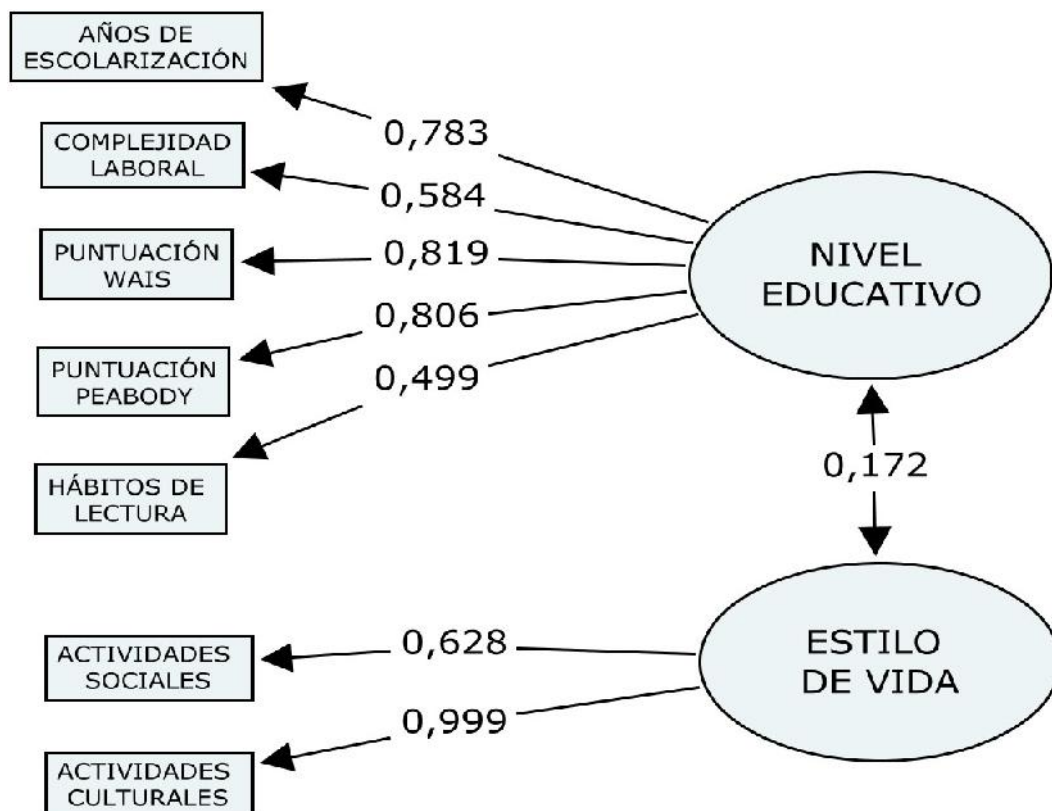 AÑOS DE
ESCOLARIZACIÓN
0,783
COMPLEJIDAD
LABORAL
0,584
PUNTUACIÓN
WAIS
0,819
NIVEL
EDUCATIVO
0,806
PUNTUACIÓN
PEABODY
0,499
HÁBITOS DE
LECTURA
0,172
ACTIVIDADES
SOCIALES
0,628
ESTILO
DE VIDA
0,999
ACTIVIDADES
CULTURALES